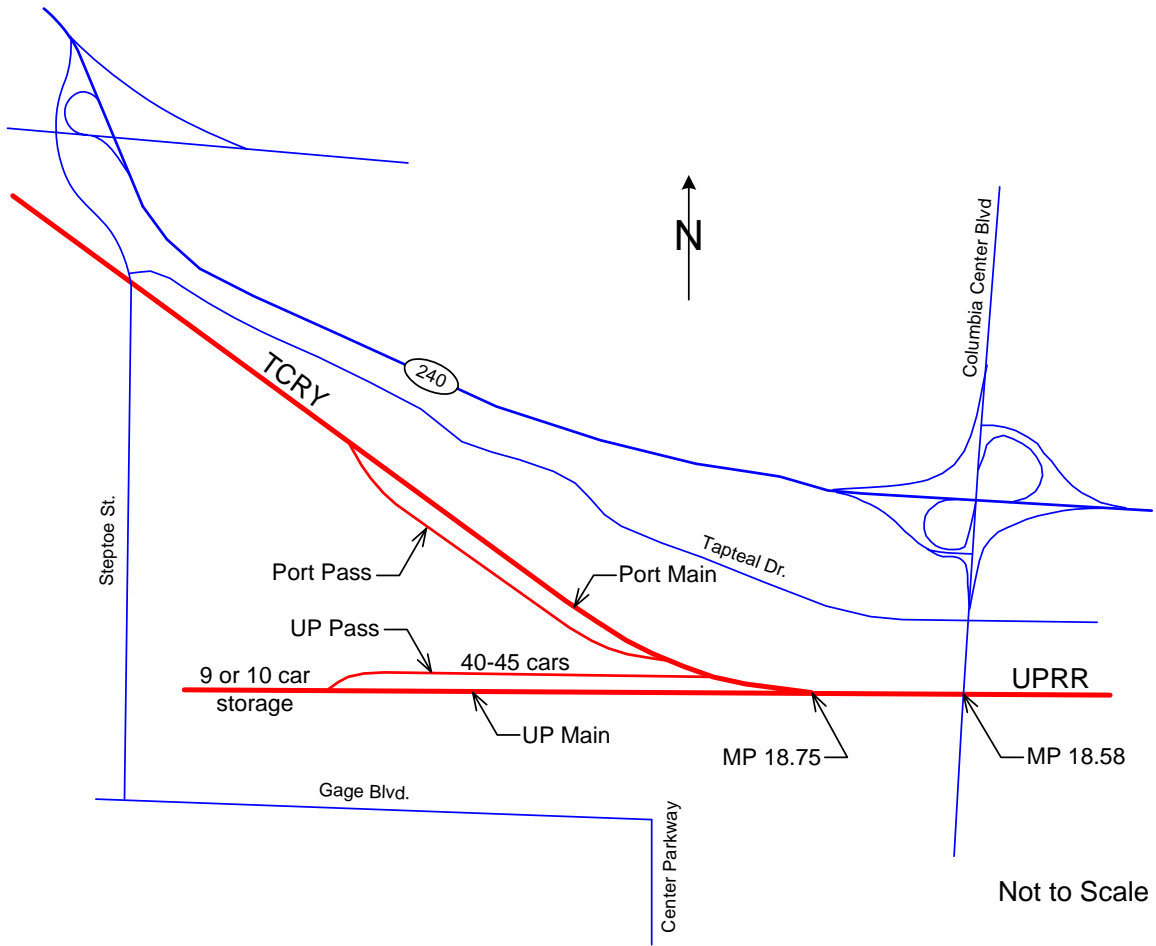 N
Columbia Center Blvd
TCRY
240
Steptoe St.
Tapteal Dr.
Port Pass
Port Main
UP Pass
40-45 cars
9 or 10 car
storage
UPRR
UP Main
MP 18.75
MP 18.58
Gage Blvd.
Center Parkway
Not to Scale